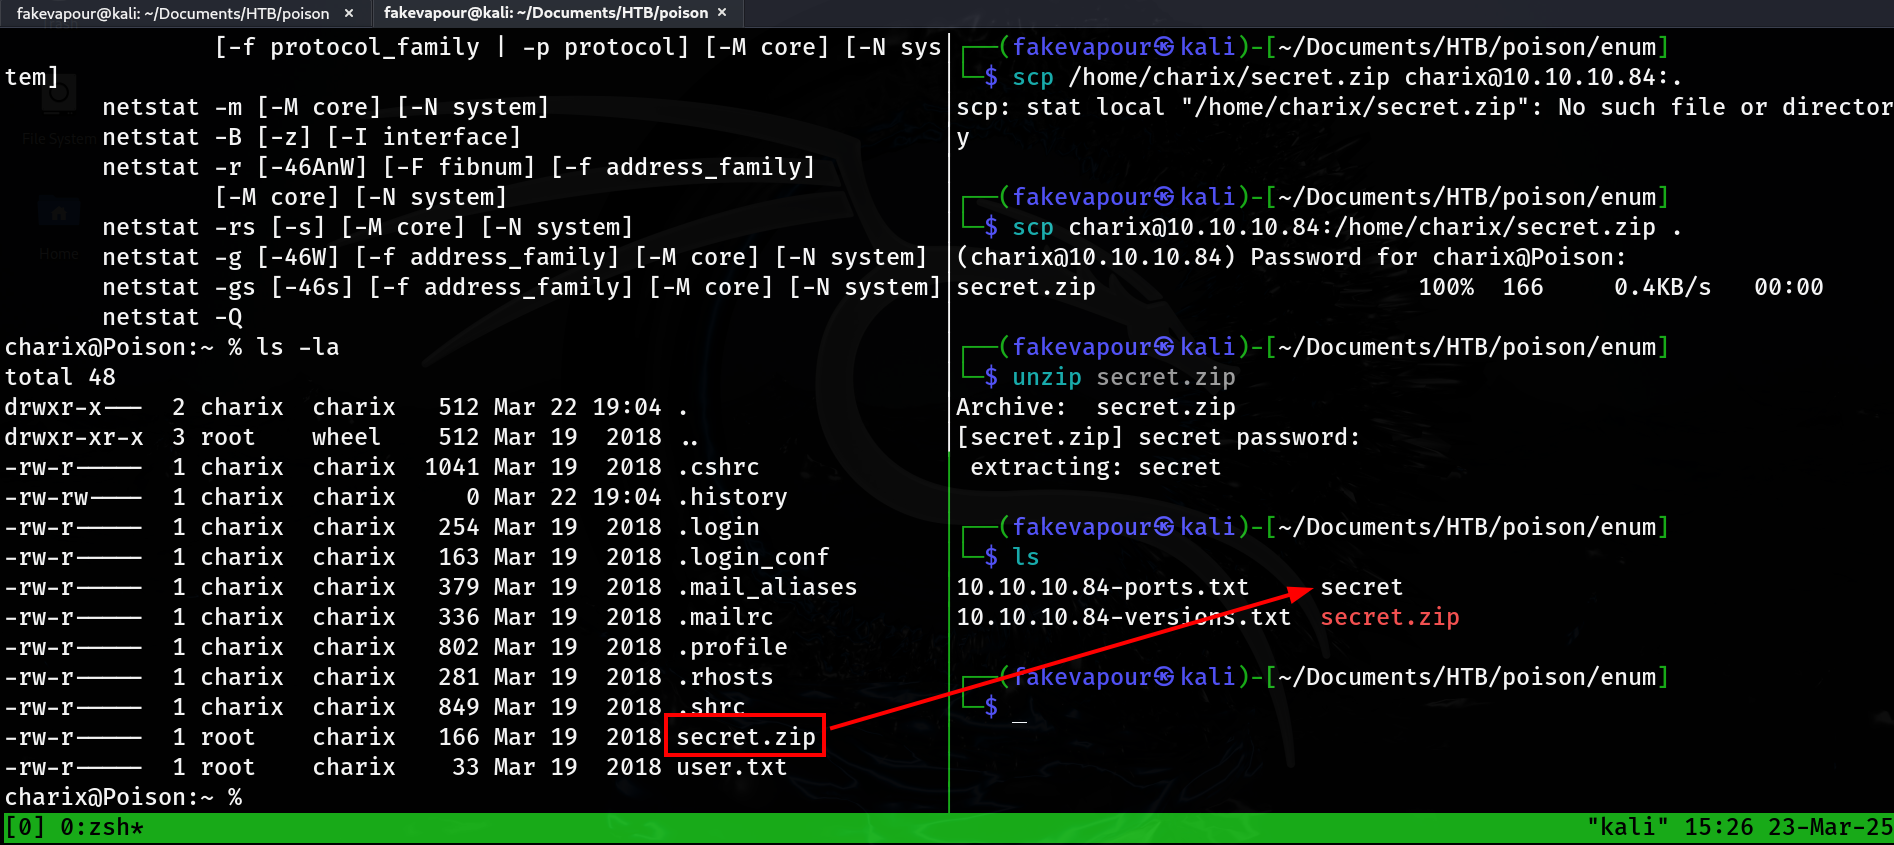 fakevapour@kali: ~/Documents/HTB/poison ×
fakevapour@kali: ~/Documents/HTB/poison ×
[-f protocol_family | -p protocol] [-M core] [-N sys
tem]
netstat -m [-M core] [-N system]
netstat -B [-z] [-I interface]
netstat -r [-46AnW] [-F fibnum] [-f address_family]
[-M core] [-N system]
netstat -rs [-s] [-M core] [-N system]
netstat -g [-46W] [-f address_family] [-M core] [-N system]
netstat -gs [-46s] [-f address_family] [-M core] [-N system]
netstat -Q
charix@Poison:~ % ls -la
total 48
drwxr-x---  2 charix  charix   512 Mar 22 19:04 .
drwxr-xr-x  3 root    wheel    512 Mar 19  2018 ..
-rw-r-----  1 charix  charix  1041 Mar 19  2018 .cshrc
-rw-rw----  1 charix  charix     0 Mar 22 19:04 .history
-rw-r-----  1 charix  charix   254 Mar 19  2018 .login
-rw-r-----  1 charix  charix   163 Mar 19  2018 .login_conf
-rw-r-----  1 charix  charix   379 Mar 19  2018 .mail_aliases
-rw-r-----  1 charix  charix   336 Mar 19  2018 .mailrc
-rw-r-----  1 charix  charix   802 Mar 19  2018 .profile
-rw-r-----  1 charix  charix   281 Mar 19  2018 .rhosts
-rw-r-----  1 charix  charix   849 Mar 19  2018 .shrc
-rw-r-----  1 root    charix   166 Mar 19  2018 secret.zip
-rw-r-----  1 root    charix    33 Mar 19  2018 user.txt
charix@Poison:~ %
┌──(fakevapour㉿kali)-[~/Documents/HTB/poison/enum]
└─$ scp /home/charix/secret.zip charix@10.10.10.84:.
scp: stat local "/home/charix/secret.zip": No such file or director
y
┌──(fakevapour㉿kali)-[~/Documents/HTB/poison/enum]
└─$ scp charix@10.10.10.84:/home/charix/secret.zip .
(charix@10.10.10.84) Password for charix@Poison:
secret.zip 100% 166 0.4KB/s 00:00
┌──(fakevapour㉿kali)-[~/Documents/HTB/poison/enum]
└─$ unzip secret.zip
Archive:  secret.zip
[secret.zip] secret password:
extracting: secret
┌──(fakevapour㉿kali)-[~/Documents/HTB/poison/enum]
└─$ ls
10.10.10.84-ports.txt secret
10.10.10.84-versions.txt secret.zip
┌──(fakevapour㉿kali)-[~/Documents/HTB/poison/enum]
└─$ _
[0] 0:zsh* "kali" 15:26 23-Mar-25
File System
Home